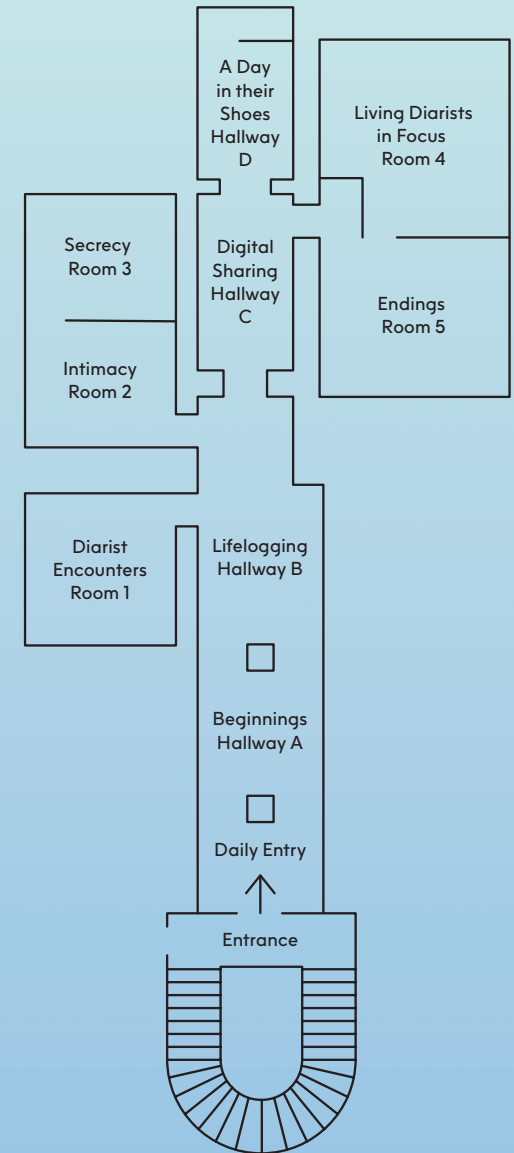 A Day
in their
Shoes
Hallway
D
Living Diarists
in Focus
Room 4
Secrecy
Room 3
Digital
Sharing
Hallway
C
Endings
Room 5
Intimacy
Room 2
Diarist
Encounters
Room 1
Lifelogging
Hallway B
Beginnings
Hallway A
Daily Entry
Entrance